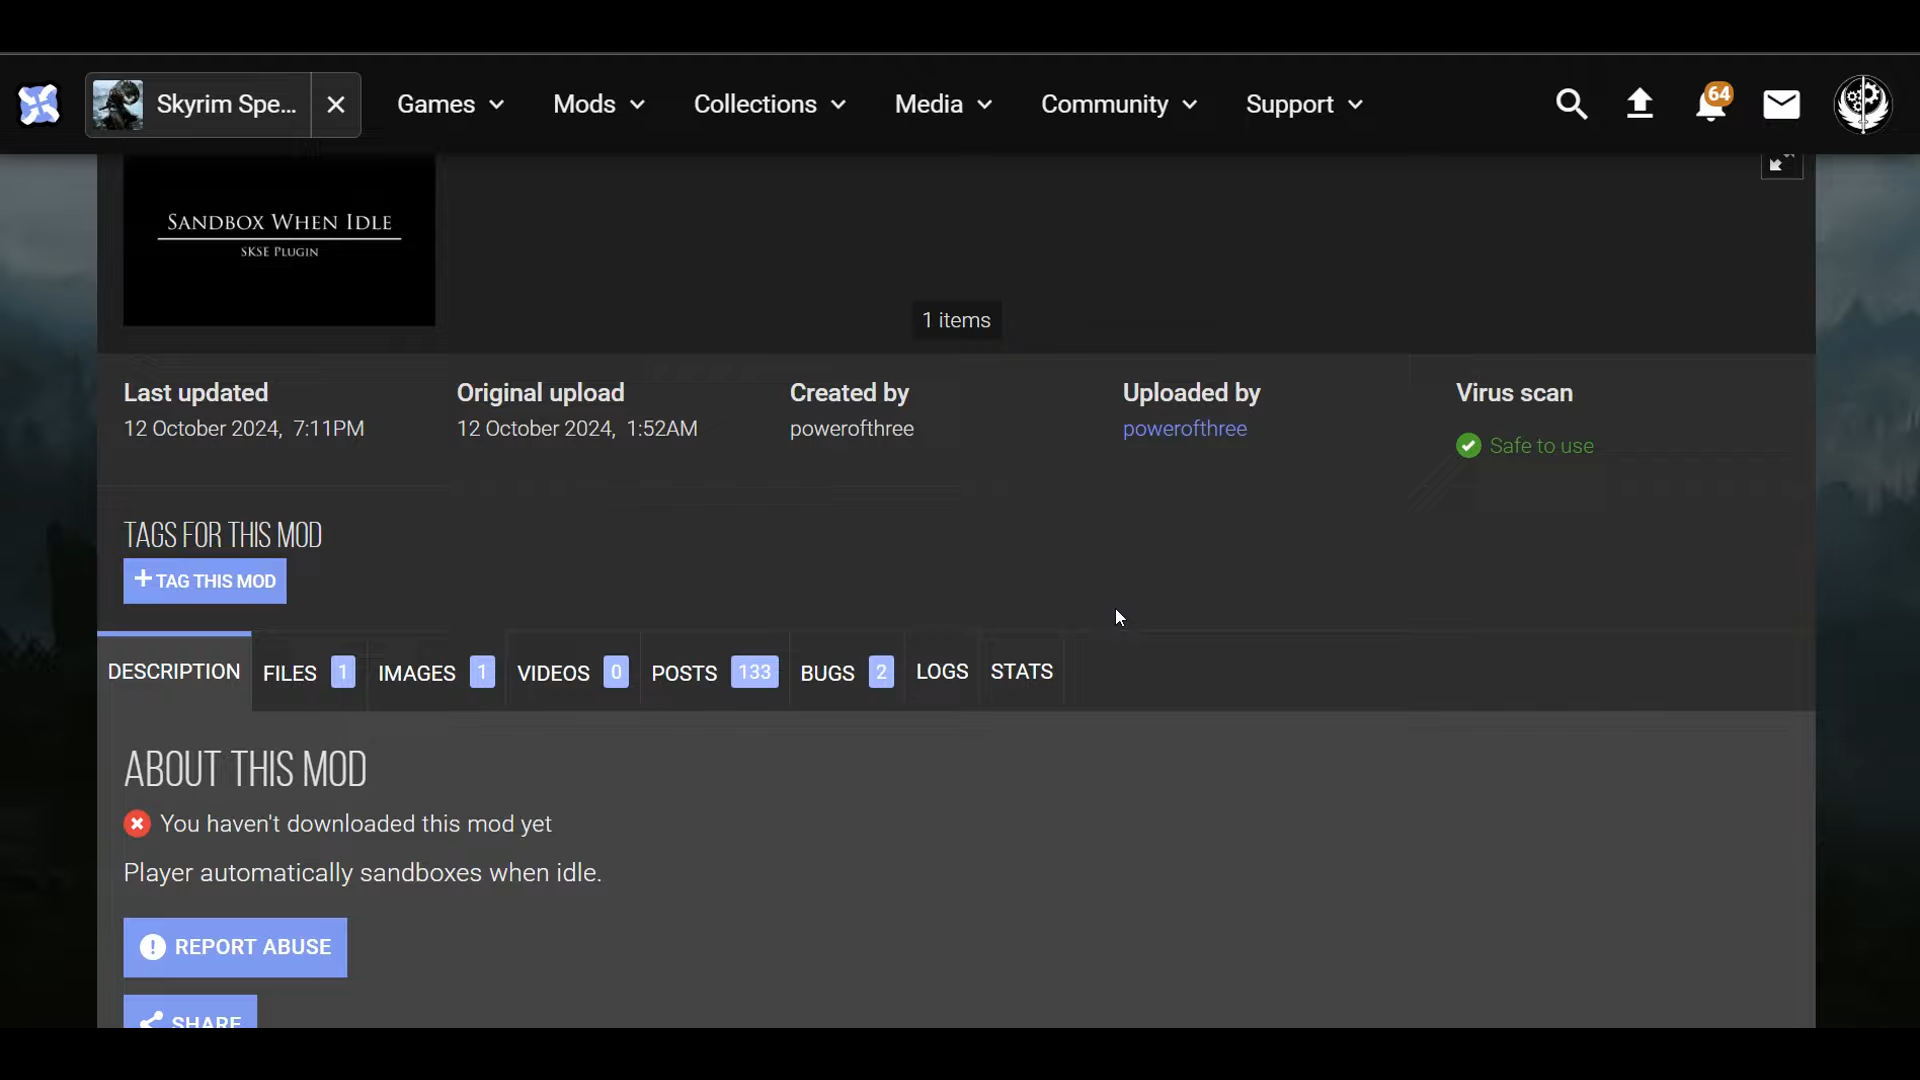 Skyrim Spe... Games Mods Collections Media Community Support 64
SANDBOX WHEN IDLE
SKSE PLUGIN
1 items
Last updated Original upload Created by Uploaded by Virus scan
12 October 2024, 7:11PM 12 October 2024, 1:52AM powerofthree powerofthree Safe to use
TAGS FOR THIS MOD
+ TAG THIS MOD
DESCRIPTION FILES 1 IMAGES 1 VIDEOS 0 POSTS 133 BUGS 2 LOGS STATS
ABOUT THIS MOD
You haven't downloaded this mod yet
Player automatically sandboxes when idle.
REPORT ABUSE
SHARE